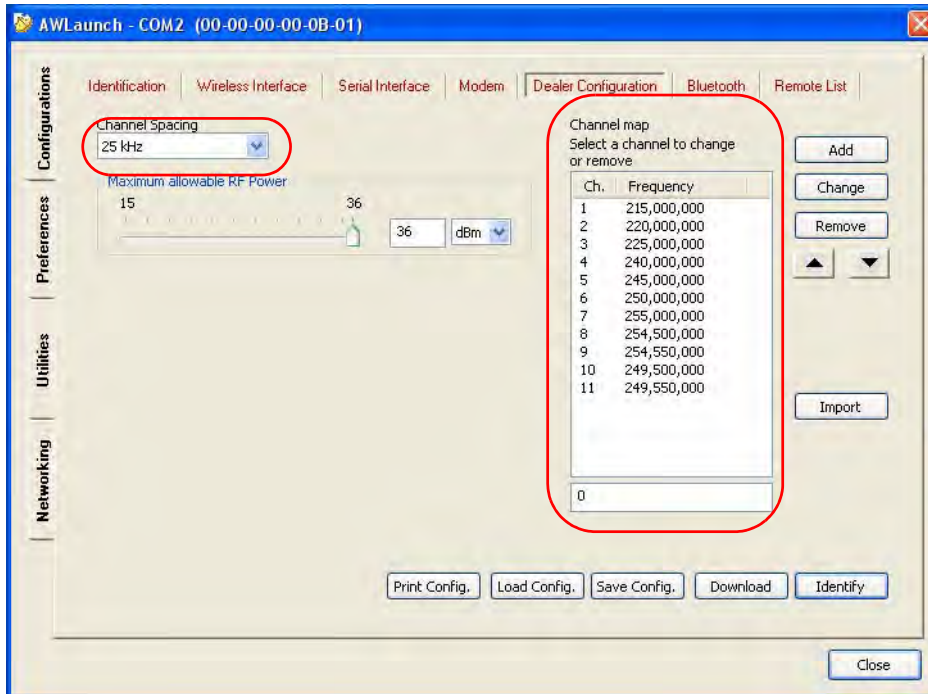 AWLaunch - COM2 (00-00-00-00-0B-01)
Configurations
Preferences
Utilities
Networking
Identification
Wireless Interface
Serial Interface
Modem
Dealer Configuration
Bluetooth
Remote List
Channel Spacing
25 kHz
Maximum allowable RF Power
15
36
36
dBm
Channel map
Select a channel to change
or remove
Ch. Frequency
1 215,000,000
2 220,000,000
3 225,000,000
4 240,000,000
5 245,000,000
6 250,000,000
7 255,000,000
8 254,500,000
9 254,550,000
10 249,500,000
11 249,550,000
0
Add
Change
Remove
Import
Print Config.
Load Config.
Save Config.
Download
Identify
Close